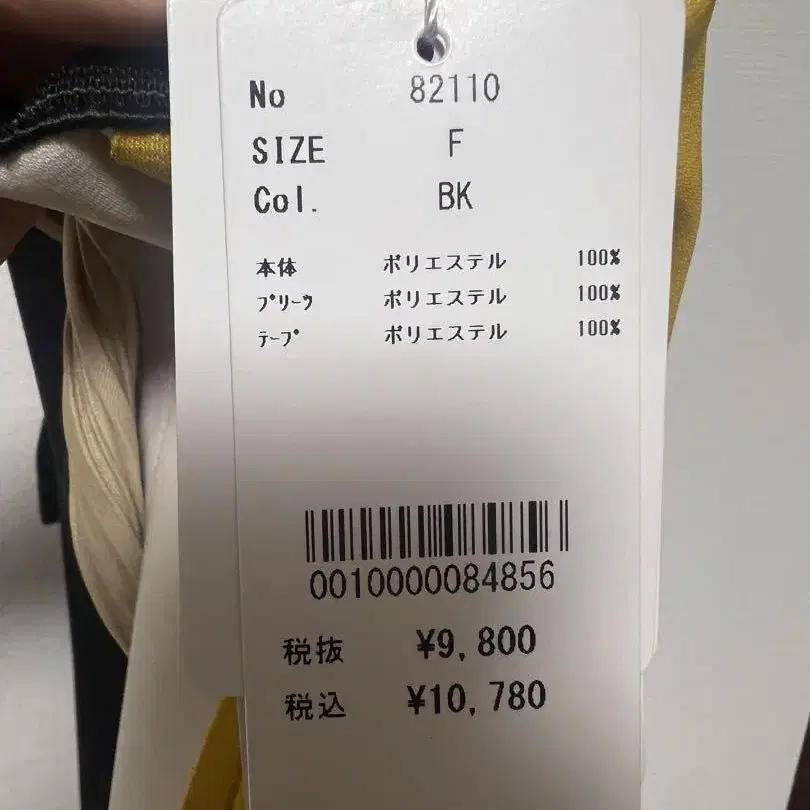 No 82110
SIZE F
Col. BK
本体 ポリエステル 100%
プリーツ ポリエステル 100%
テープ ポリエステル 100%
0010000084856
税抜 ¥9,800
税込 ¥10,780